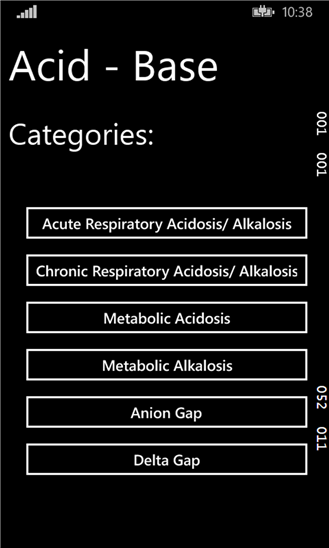 10:38
Acid - Base
Categories:
001
001
Acute Respiratory Acidosis/ Alkalosis
Chronic Respiratory Acidosis/ Alkalosis
Metabolic Acidosis
Metabolic Alkalosis
Anion Gap
Delta Gap
052
011